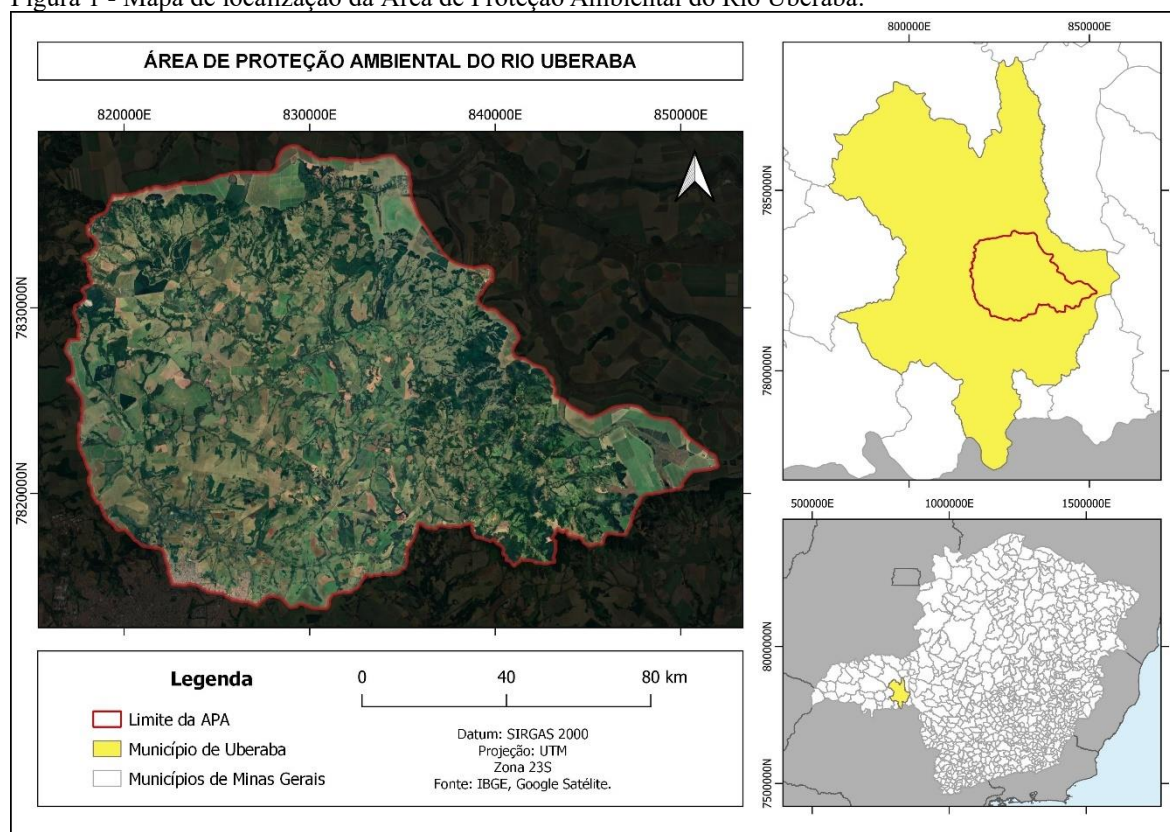 Figura 1 - Mapa de localização da Área de Proteção Ambiental do Rio Uberaba.
ÁREA DE PROTEÇÃO AMBIENTAL DO RIO UBERABA
820000E
830000E
840000E
850000E
7830000N
7820000N
800000E
850000E
7850000N
7800000N
500000E
1000000E
1500000E
8000000N
7500000N
Legenda
Limite da APA
Município de Uberaba
Municípios de Minas Gerais
0
40
80 km
Datum: SIRGAS 2000
Projeção: UTM
Zona 23S
Fonte: IBGE, Google Satélite.